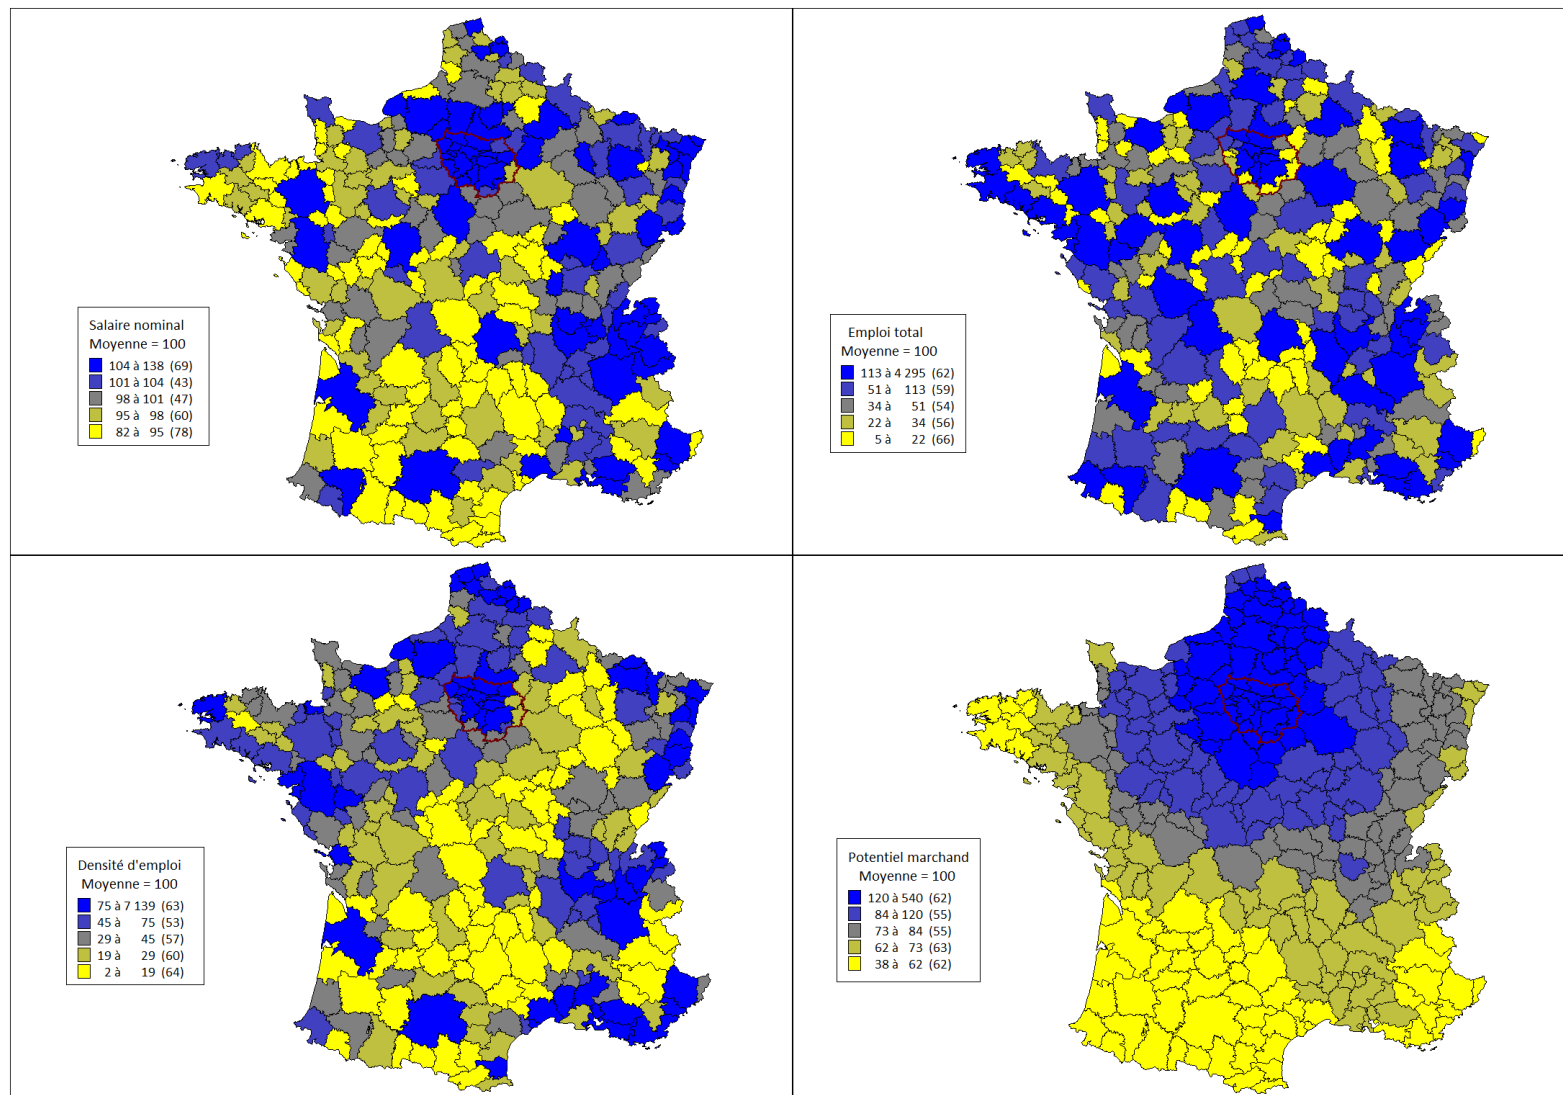 Salaire nominal
Moyenne = 100
104 à 138 (69)
101 à 104 (43)
98 à 101 (47)
95 à 98 (60)
82 à 95 (78)
Emploi total
Moyenne = 100
113 à 4 295 (62)
51 à 113 (59)
34 à 51 (54)
22 à 34 (56)
5 à 22 (66)
Densité d'emploi
Moyenne = 100
75 à 7 139 (63)
45 à 75 (53)
29 à 45 (57)
19 à 29 (60)
2 à 19 (64)
Potentiel marchand
Moyenne = 100
120 à 540 (62)
84 à 120 (55)
73 à 84 (55)
62 à 73 (63)
38 à 62 (62)